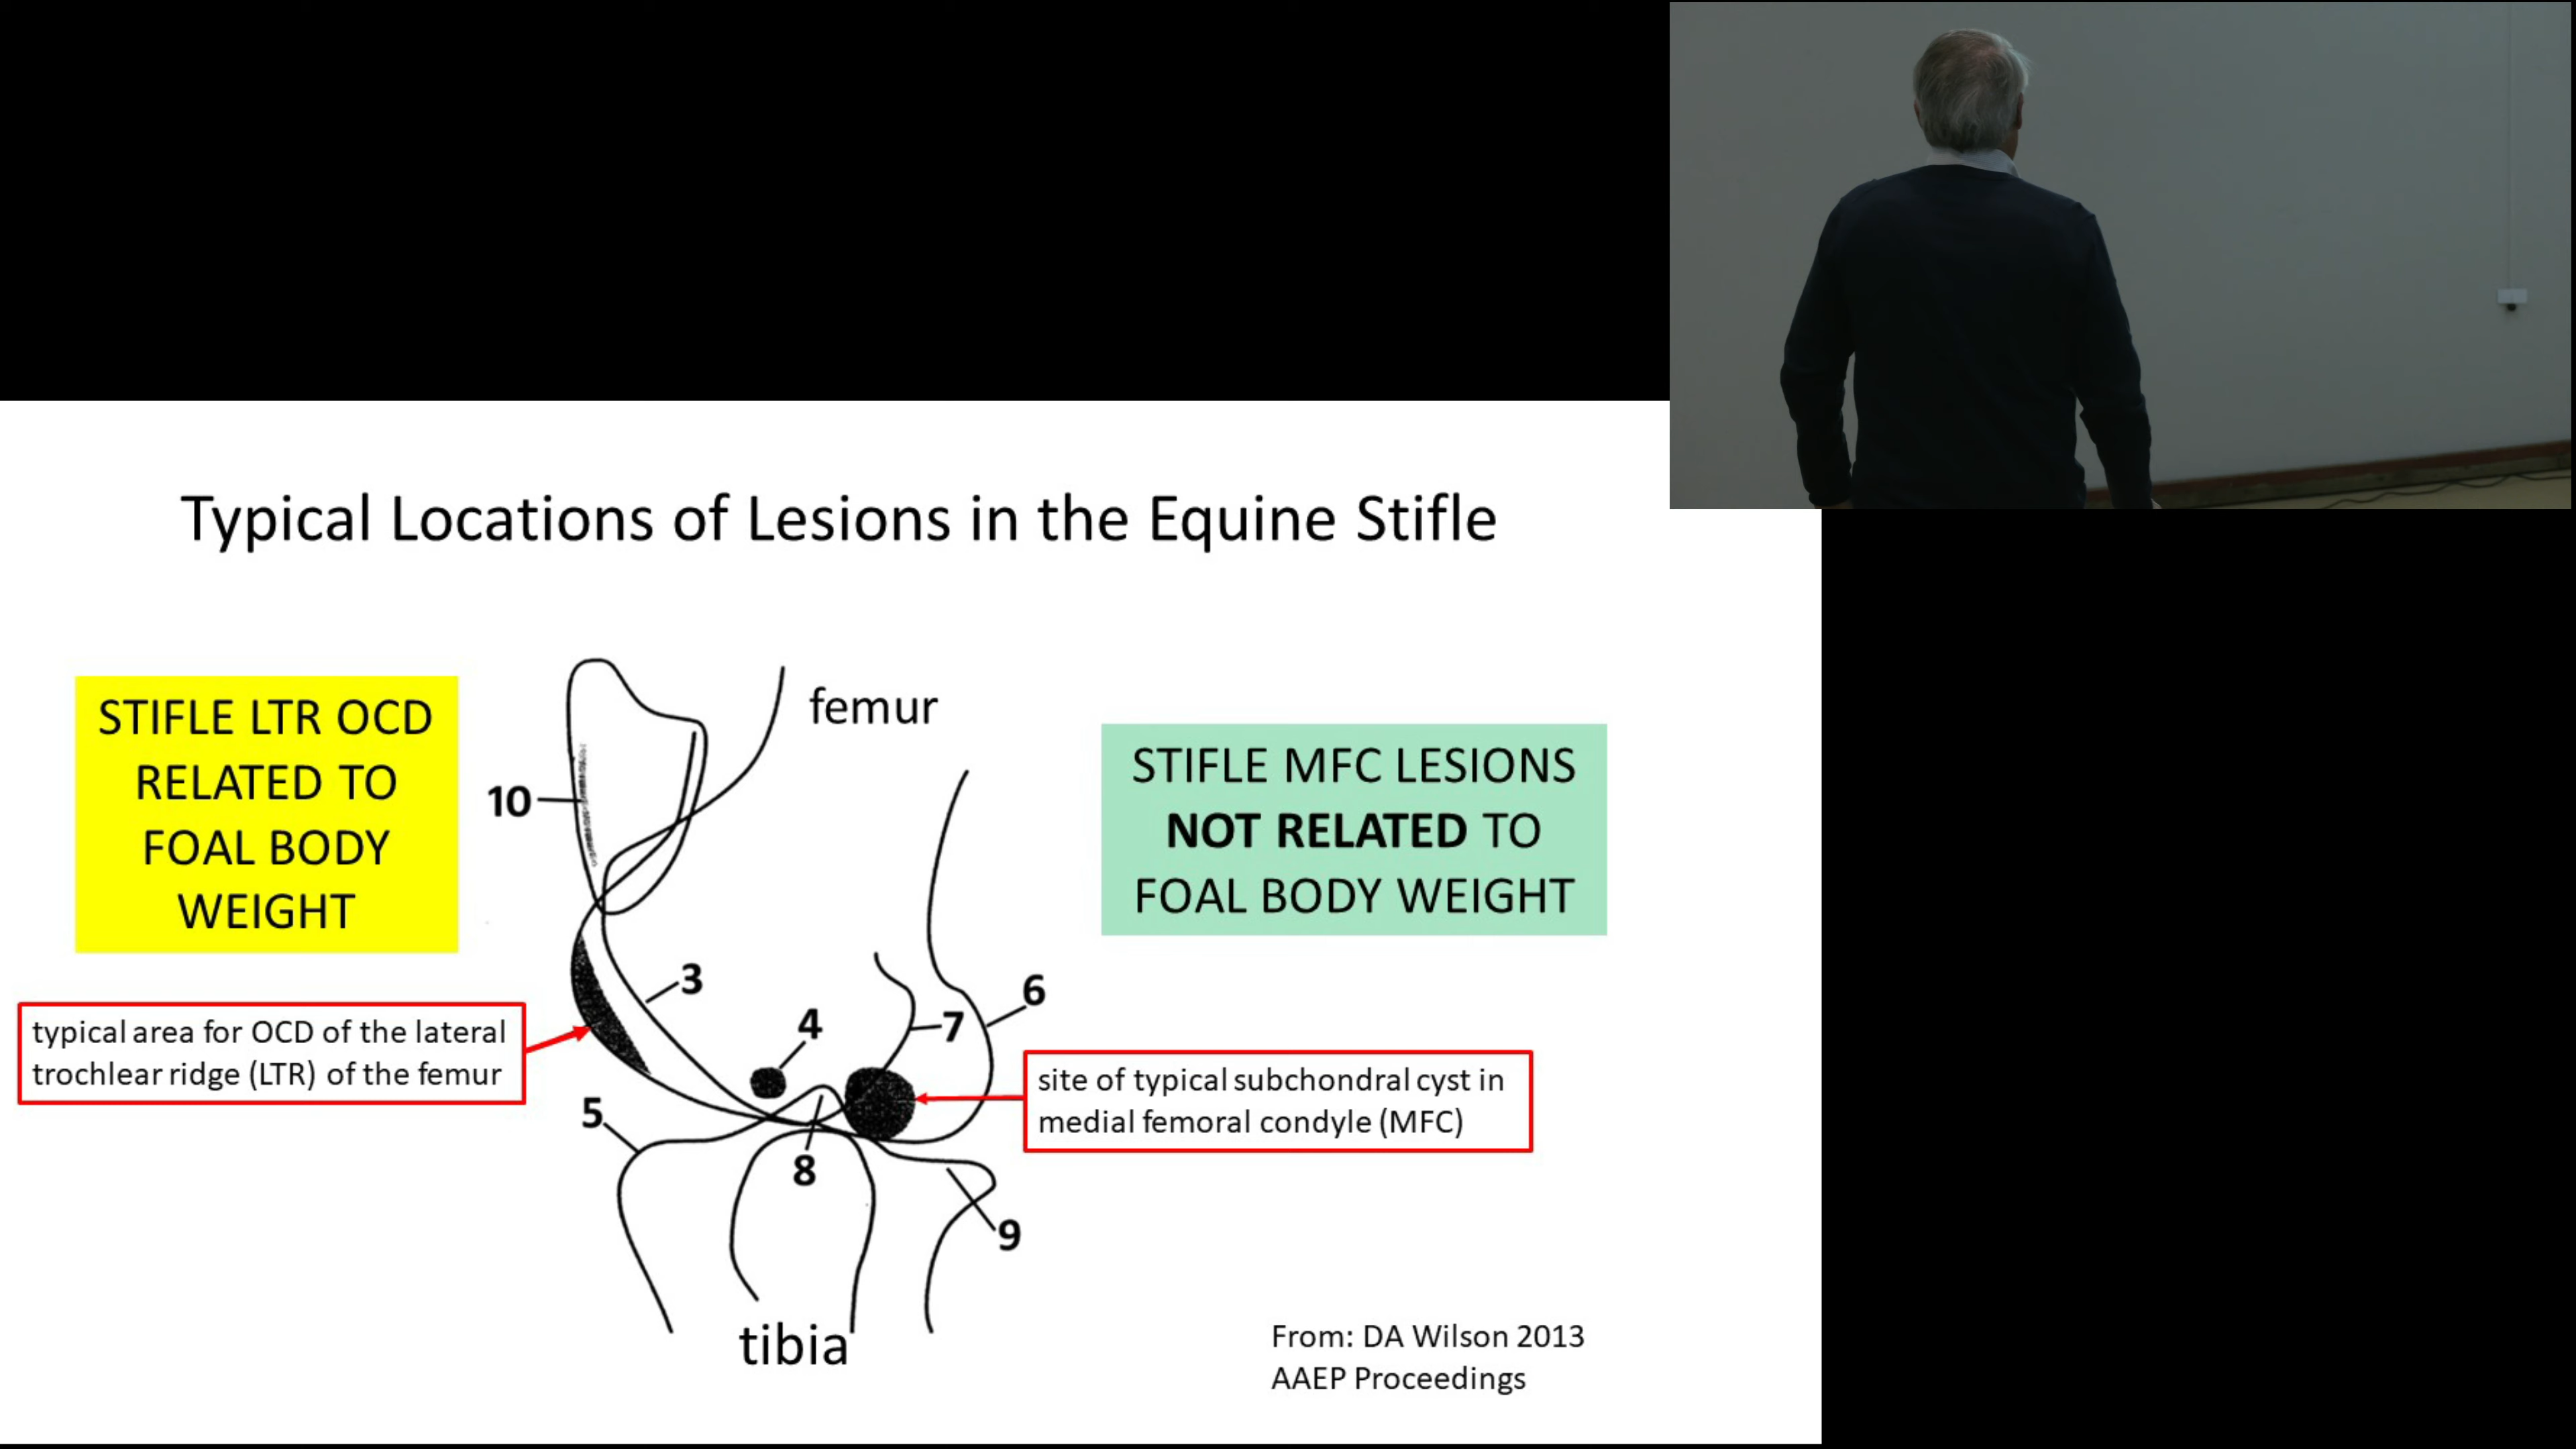 Typical Locations of Lesions in the Equine Stifle
STIFLE LTR OCD
RELATED TO
FOAL BODY
WEIGHT
femur
STIFLE MFC LESIONS
NOT RELATED TO
FOAL BODY WEIGHT
10
3
4
7
6
typical area for OCD of the lateral
trochlear ridge (LTR) of the femur
site of typical subchondral cyst in
medial femoral condyle (MFC)
5
8
9
tibia
From: DA Wilson 2013
AAEP Proceedings